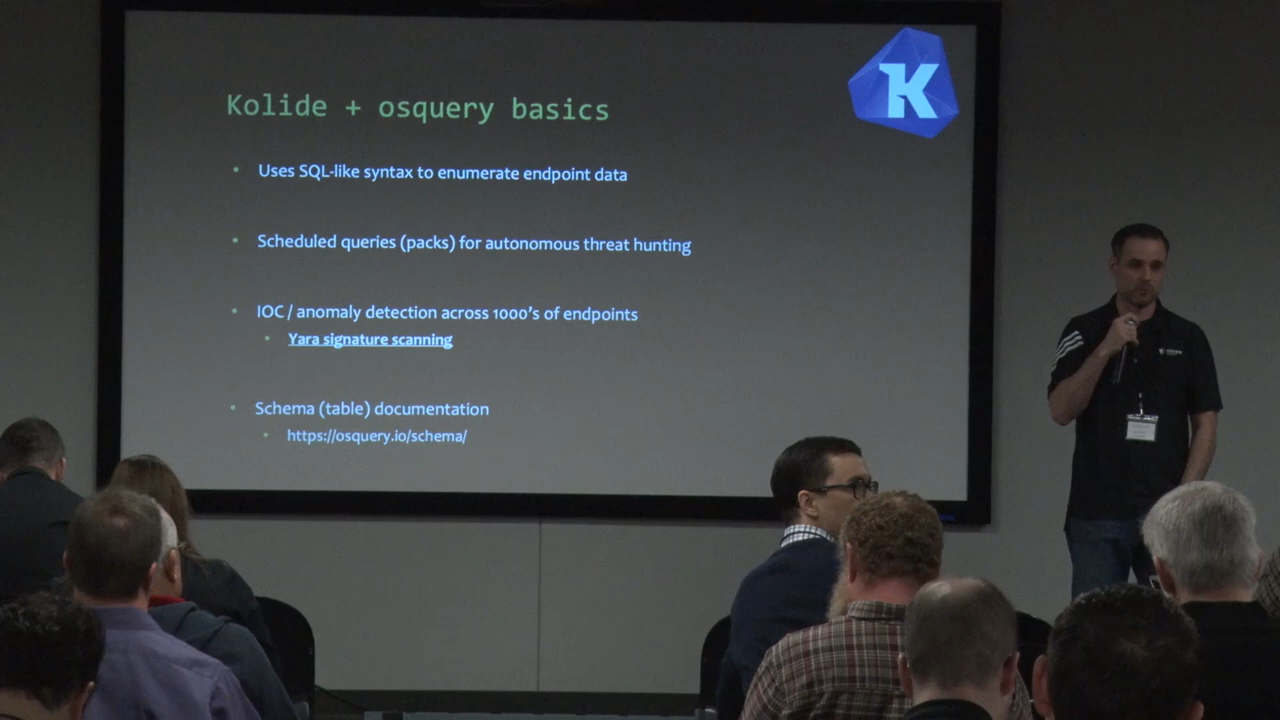 K
Kolide + osquery basics
• Uses SQL-like syntax to enumerate endpoint data
• Scheduled queries (packs) for autonomous threat hunting
• IOC / anomaly detection across 1000's of endpoints
• Yara signature scanning
• Schema (table) documentation
• https://osquery.io/schema/